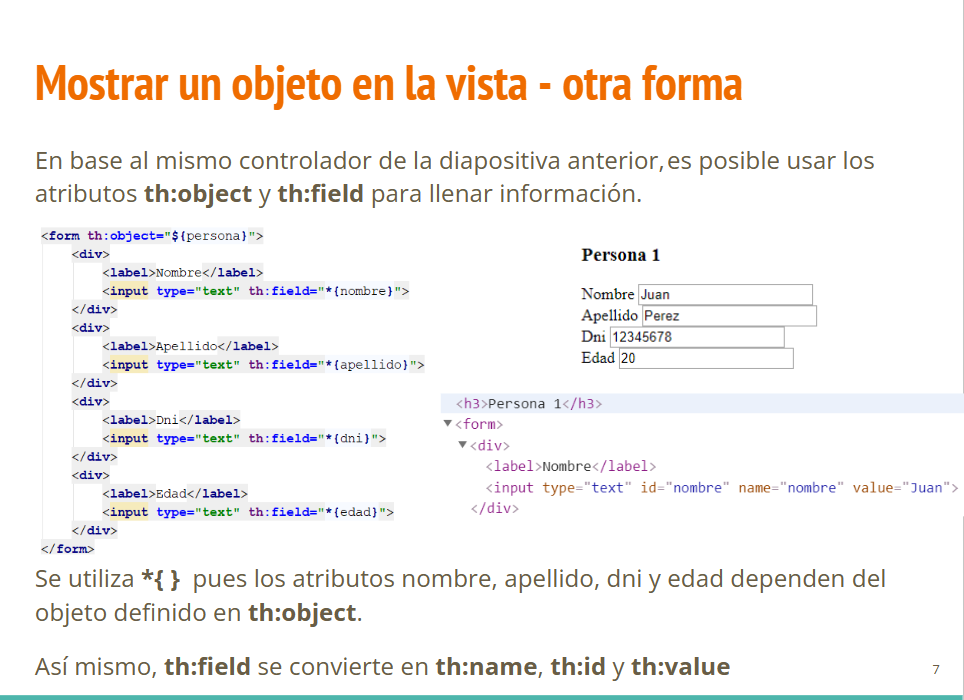 Mostrar un objeto en la vista - otra forma
En base al mismo controlador de la diapositiva anterior, es posible usar los
atributos th:object y th:field para llenar información.
<form th:object="${persona}">
<div>
<label>Nombre</label>
<input type="text" th:field="*{nombre}">
</div>
<div>
<label>Apellido</label>
<input type="text" th:field="*{apellido}">
</div>
<div>
<label>Dni</label>
<input type="text" th:field="*{dni}">
</div>
<div>
<label>Edad</label>
<input type="text" th:field="*{edad}">
</div>
</form>
Persona 1
Nombre Juan
Apellido Perez
Dni 12345678
Edad 20
<h3>Persona 1</h3>
▼<form>
▼<div>
<label>Nombre</label>
<input type="text" id="nombre" name="nombre" value="Juan">
</div>
Se utiliza *{ } pues los atributos nombre, apellido, dni y edad dependen del
objeto definido en th:object.
Así mismo, th:field se convierte en th:name, th:id y th:value
7